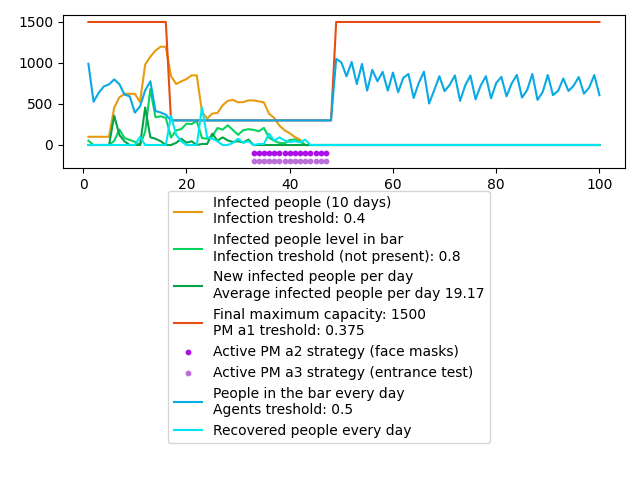 1500
1000
500
0
0
20
40
60
80
100
Infected people (10 days)
Infection treshold: 0.4
Infected people level in bar
Infection treshold (not present): 0.8
New infected people per day
Average infected people per day 19.17
Final maximum capacity: 1500
PM a1 treshold: 0.375
Active PM a2 strategy (face masks)
Active PM a3 strategy (entrance test)
People in the bar every day
Agents treshold: 0.5
Recovered people every day